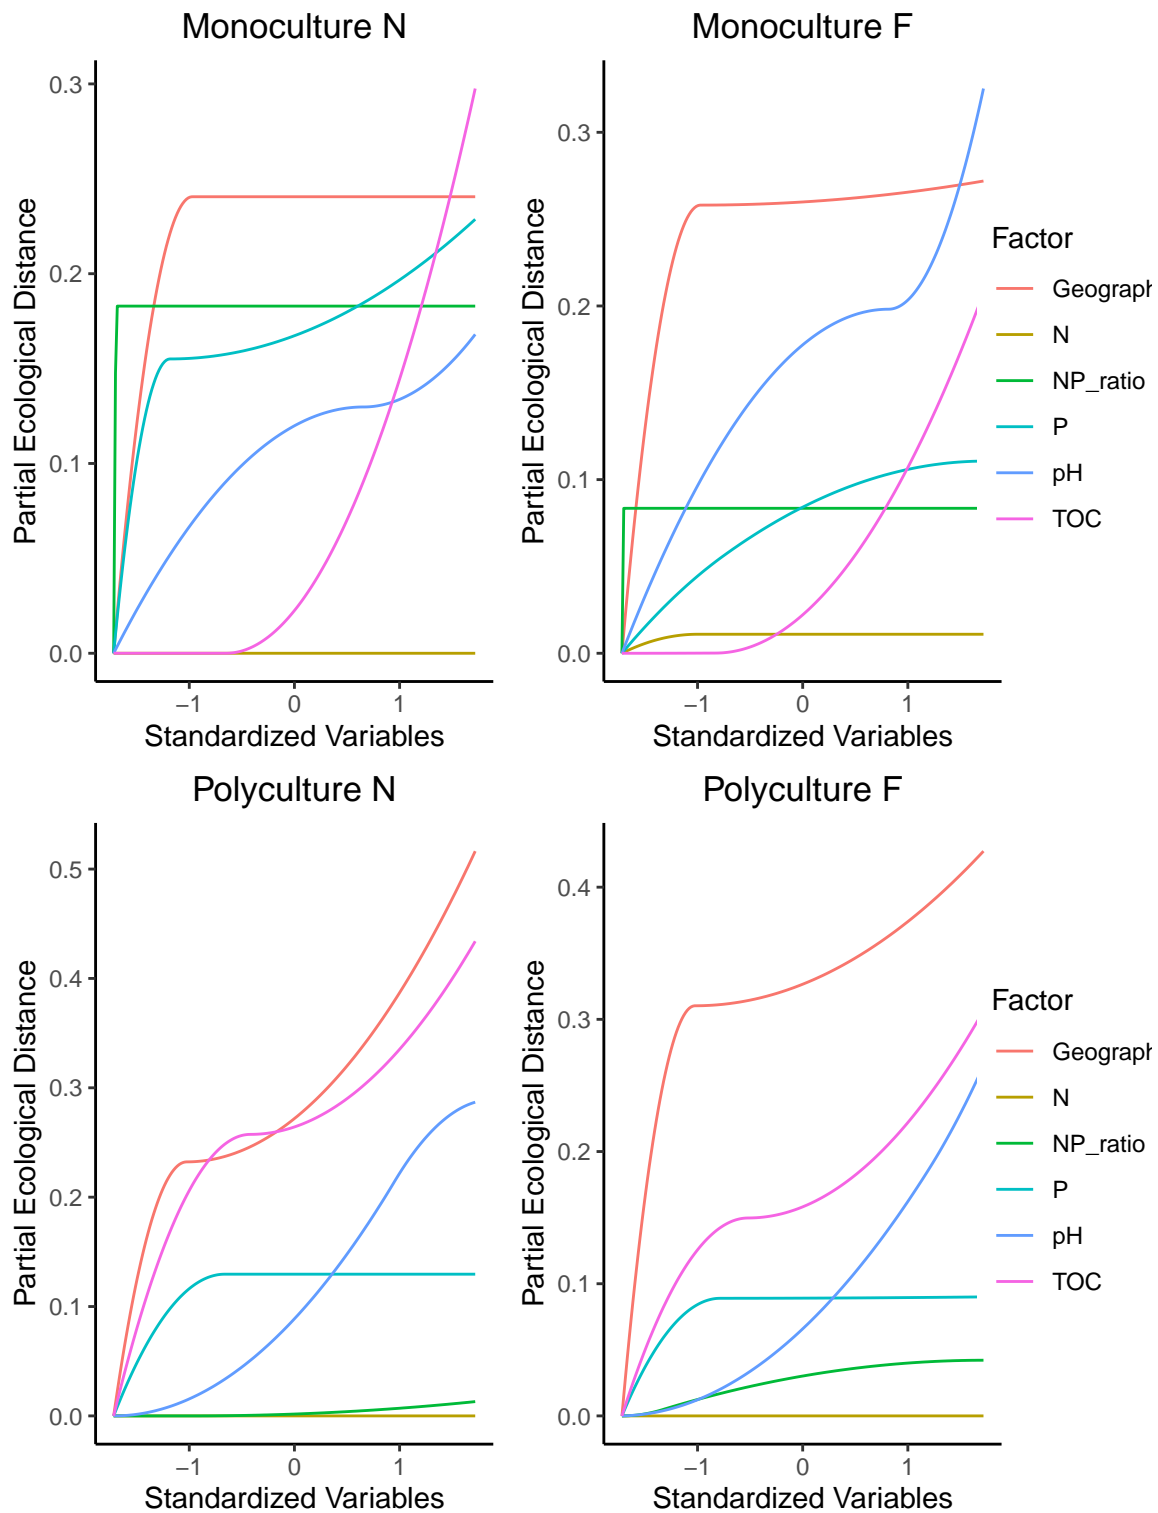 Monoculture N
Monoculture F
Partial Ecological Distance
0.3
0.2
0.1
0.0
−1 0 1
Standardized Variables
Partial Ecological Distance
0.3
0.2
0.1
0.0
−1 0 1
Standardized Variables
Factor
Geograph
N
NP_ratio
P
pH
TOC
Polyculture N
Polyculture F
Partial Ecological Distance
0.5
0.4
0.3
0.2
0.1
0.0
−1 0 1
Standardized Variables
Partial Ecological Distance
0.4
0.3
0.2
0.1
0.0
−1 0 1
Standardized Variables
Factor
Geograph
N
NP_ratio
P
pH
TOC